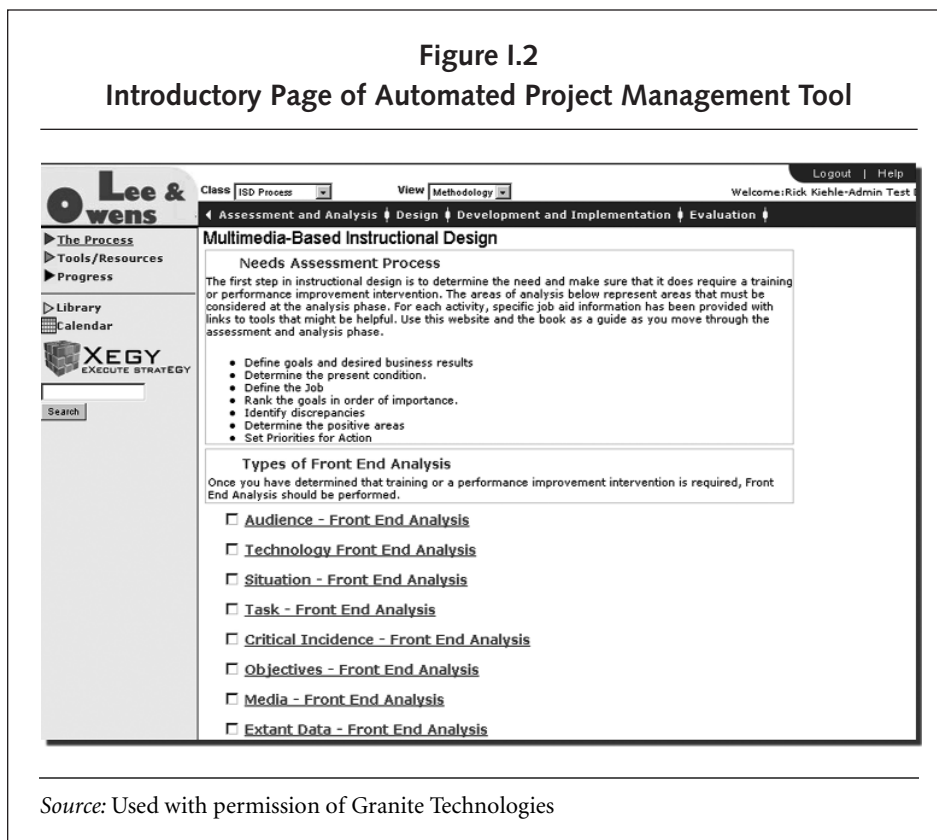 Figure I.2
Introductory Page of Automated Project Management Tool
Lee &
Owens
Logout | Help
Class ISD Process View Methodology
Welcome:Rick Kiehle-Admin Test
Assessment and Analysis Design Development and Implementation Evaluation
The Process
Tools/Resources
Progress
Library
Calendar
XEGY
EXECUTE STRATEGY
Search
Multimedia-Based Instructional Design
Needs Assessment Process
The first step in instructional design is to determine the need and make sure that it does require a training
or performance improvement intervention. The areas of analysis below represent areas that must be
considered at the analysis phase. For each activity, specific job aid information has been provided with
links to tools that might be helpful. Use this website and the book as a guide as you move through the
assessment and analysis phase.
• Define goals and desired business results
• Determine the present condition.
• Define the Job
• Rank the goals in order of importance.
• Identify discrepancies
• Determine the positive areas
• Set Priorities for Action
Types of Front End Analysis
Once you have determined that training or a performance improvement intervention is required, Front
End Analysis should be performed.
Audience - Front End Analysis
Technology Front End Analysis
Situation - Front End Analysis
Task - Front End Analysis
Critical Incidence - Front End Analysis
Objectives - Front End Analysis
Media - Front End Analysis
Extant Data - Front End Analysis
Source: Used with permission of Granite Technologies